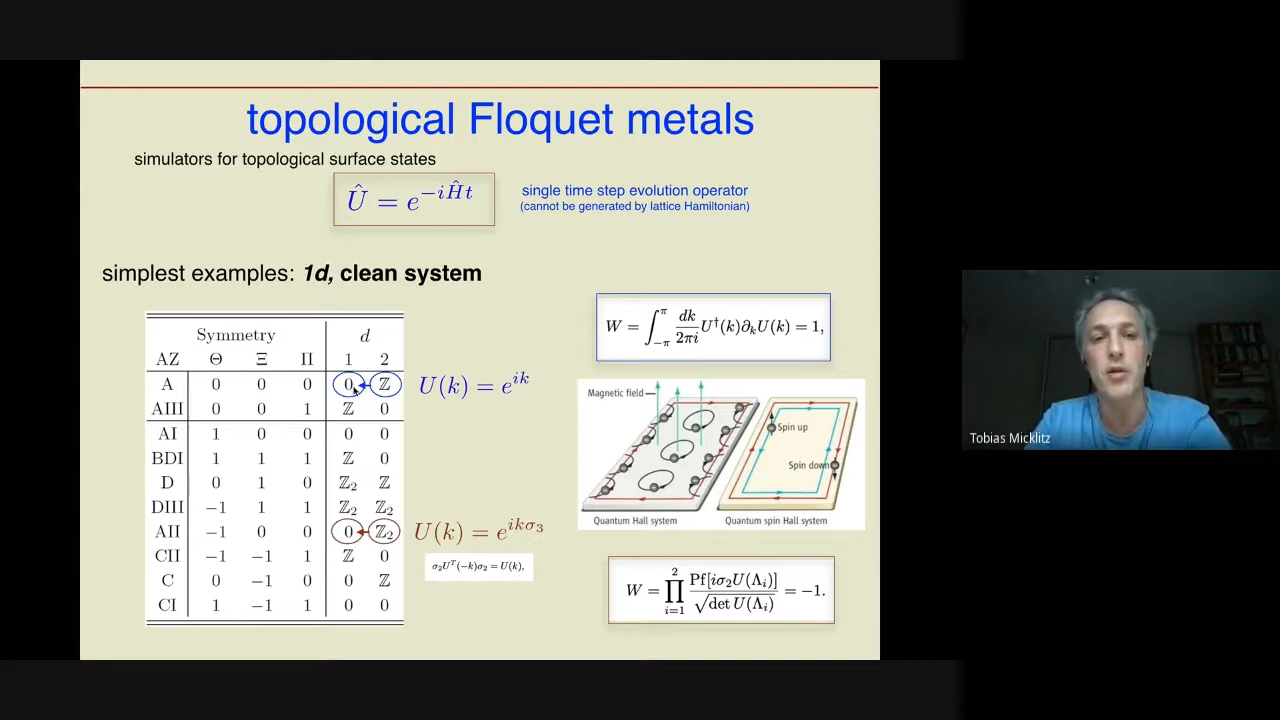 topological Floquet metals
simulators for topological surface states
Û = e^{-iĤt}
single time step evolution operator
(cannot be generated by lattice Hamiltonian)
simplest examples: 1d, clean system
Symmetry d
AZ Θ Ξ Π 1 2
A 0 0 0 0 ℤ
AIII 0 0 1 ℤ 0
AI 1 0 0 0 0
BDI 1 1 1 ℤ 0
D 0 1 0 ℤ₂ ℤ
DIII −1 1 1 ℤ₂ ℤ₂
AII −1 0 0 0 ℤ₂
CII −1 −1 1 ℤ 0
C 0 −1 0 0 ℤ
CI 1 −1 1 0 0
U(k) = e^{ik}
U(k) = e^{ikσ₃}
σ₂U^T(−k)σ₂ = U(k),
W = ∫_{−π}^{π} dk/2πi U†(k)∂ₖU(k) = 1,
Magnetic field
Spin up
Spin down
Quantum Hall system
Quantum spin Hall system
W = ∏_{i=1}^{2} Pf[iσ₂U(Λᵢ)]/√det U(Λᵢ) = −1.
Tobias Micklitz